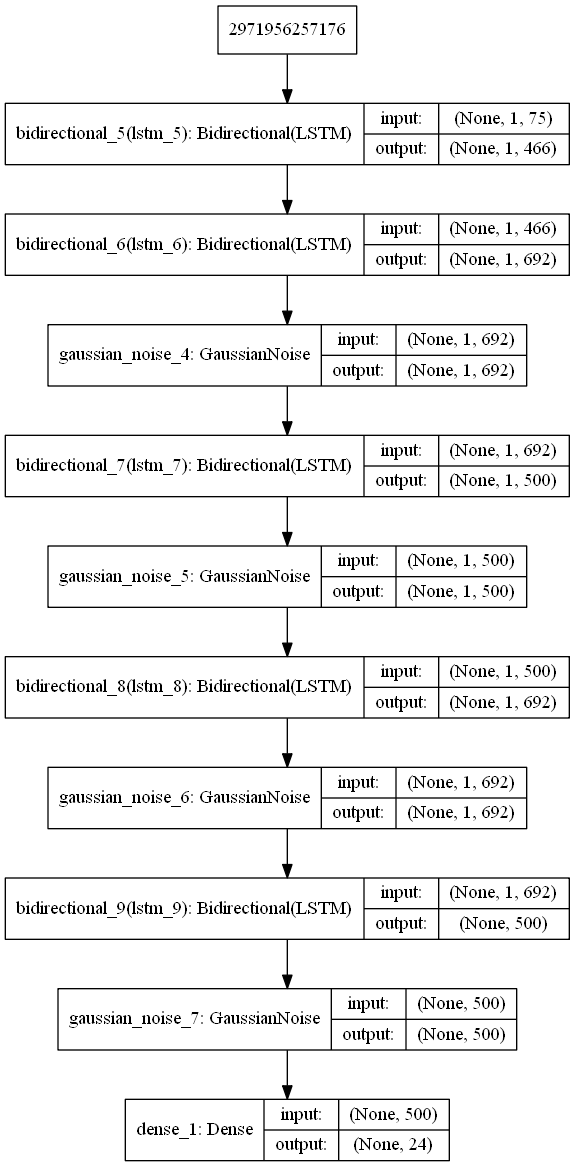 2971956257176
bidirectional_5(lstm_5): Bidirectional(LSTM)
input: (None, 1, 75)
output: (None, 1, 466)
bidirectional_6(lstm_6): Bidirectional(LSTM)
input: (None, 1, 466)
output: (None, 1, 692)
gaussian_noise_4: GaussianNoise
input: (None, 1, 692)
output: (None, 1, 692)
bidirectional_7(lstm_7): Bidirectional(LSTM)
input: (None, 1, 692)
output: (None, 1, 500)
gaussian_noise_5: GaussianNoise
input: (None, 1, 500)
output: (None, 1, 500)
bidirectional_8(lstm_8): Bidirectional(LSTM)
input: (None, 1, 500)
output: (None, 1, 692)
gaussian_noise_6: GaussianNoise
input: (None, 1, 692)
output: (None, 1, 692)
bidirectional_9(lstm_9): Bidirectional(LSTM)
input: (None, 1, 692)
output: (None, 500)
gaussian_noise_7: GaussianNoise
input: (None, 500)
output: (None, 500)
dense_1: Dense
input: (None, 500)
output: (None, 24)